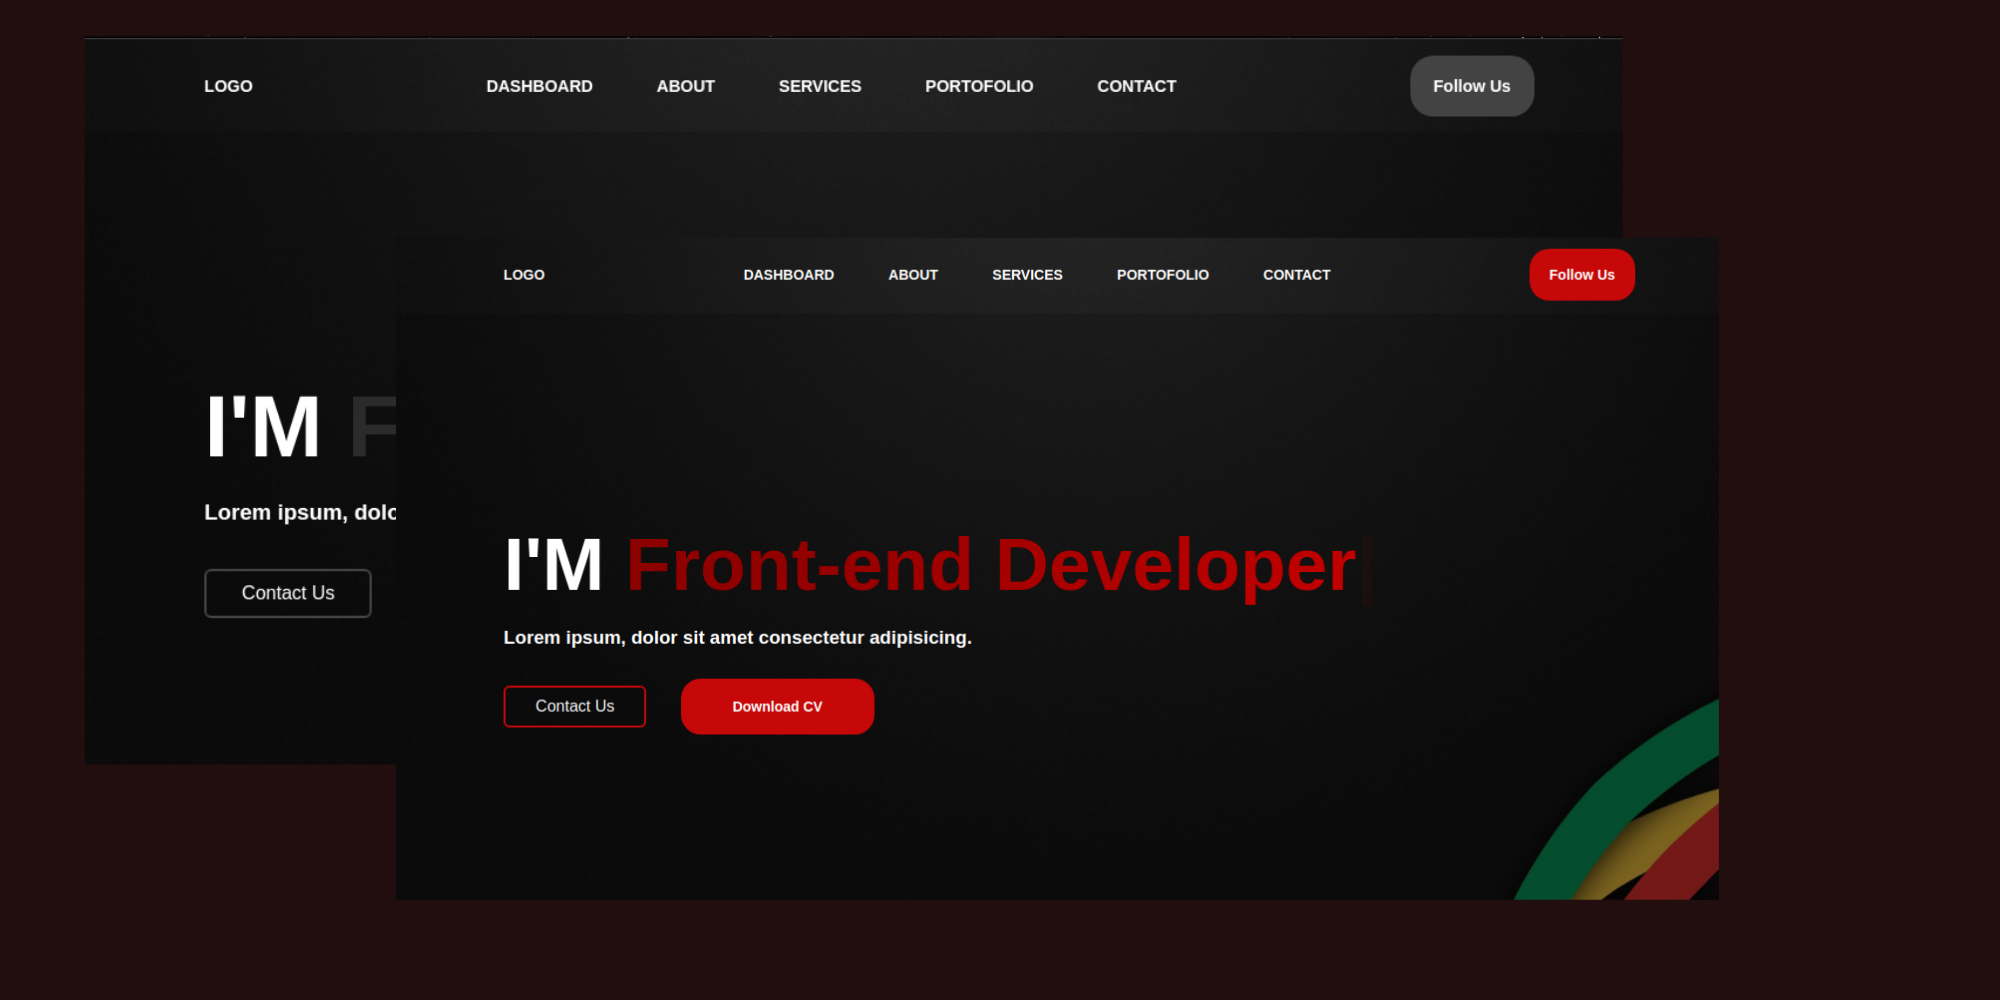 LOGO DASHBOARD ABOUT SERVICES PORTOFOLIO CONTACT Follow Us
I'M F
Lorem ipsum, dolo
Contact Us
LOGO DASHBOARD ABOUT SERVICES PORTOFOLIO CONTACT Follow Us
I'M Front-end Developer
Lorem ipsum, dolor sit amet consectetur adipisicing.
Contact Us Download CV